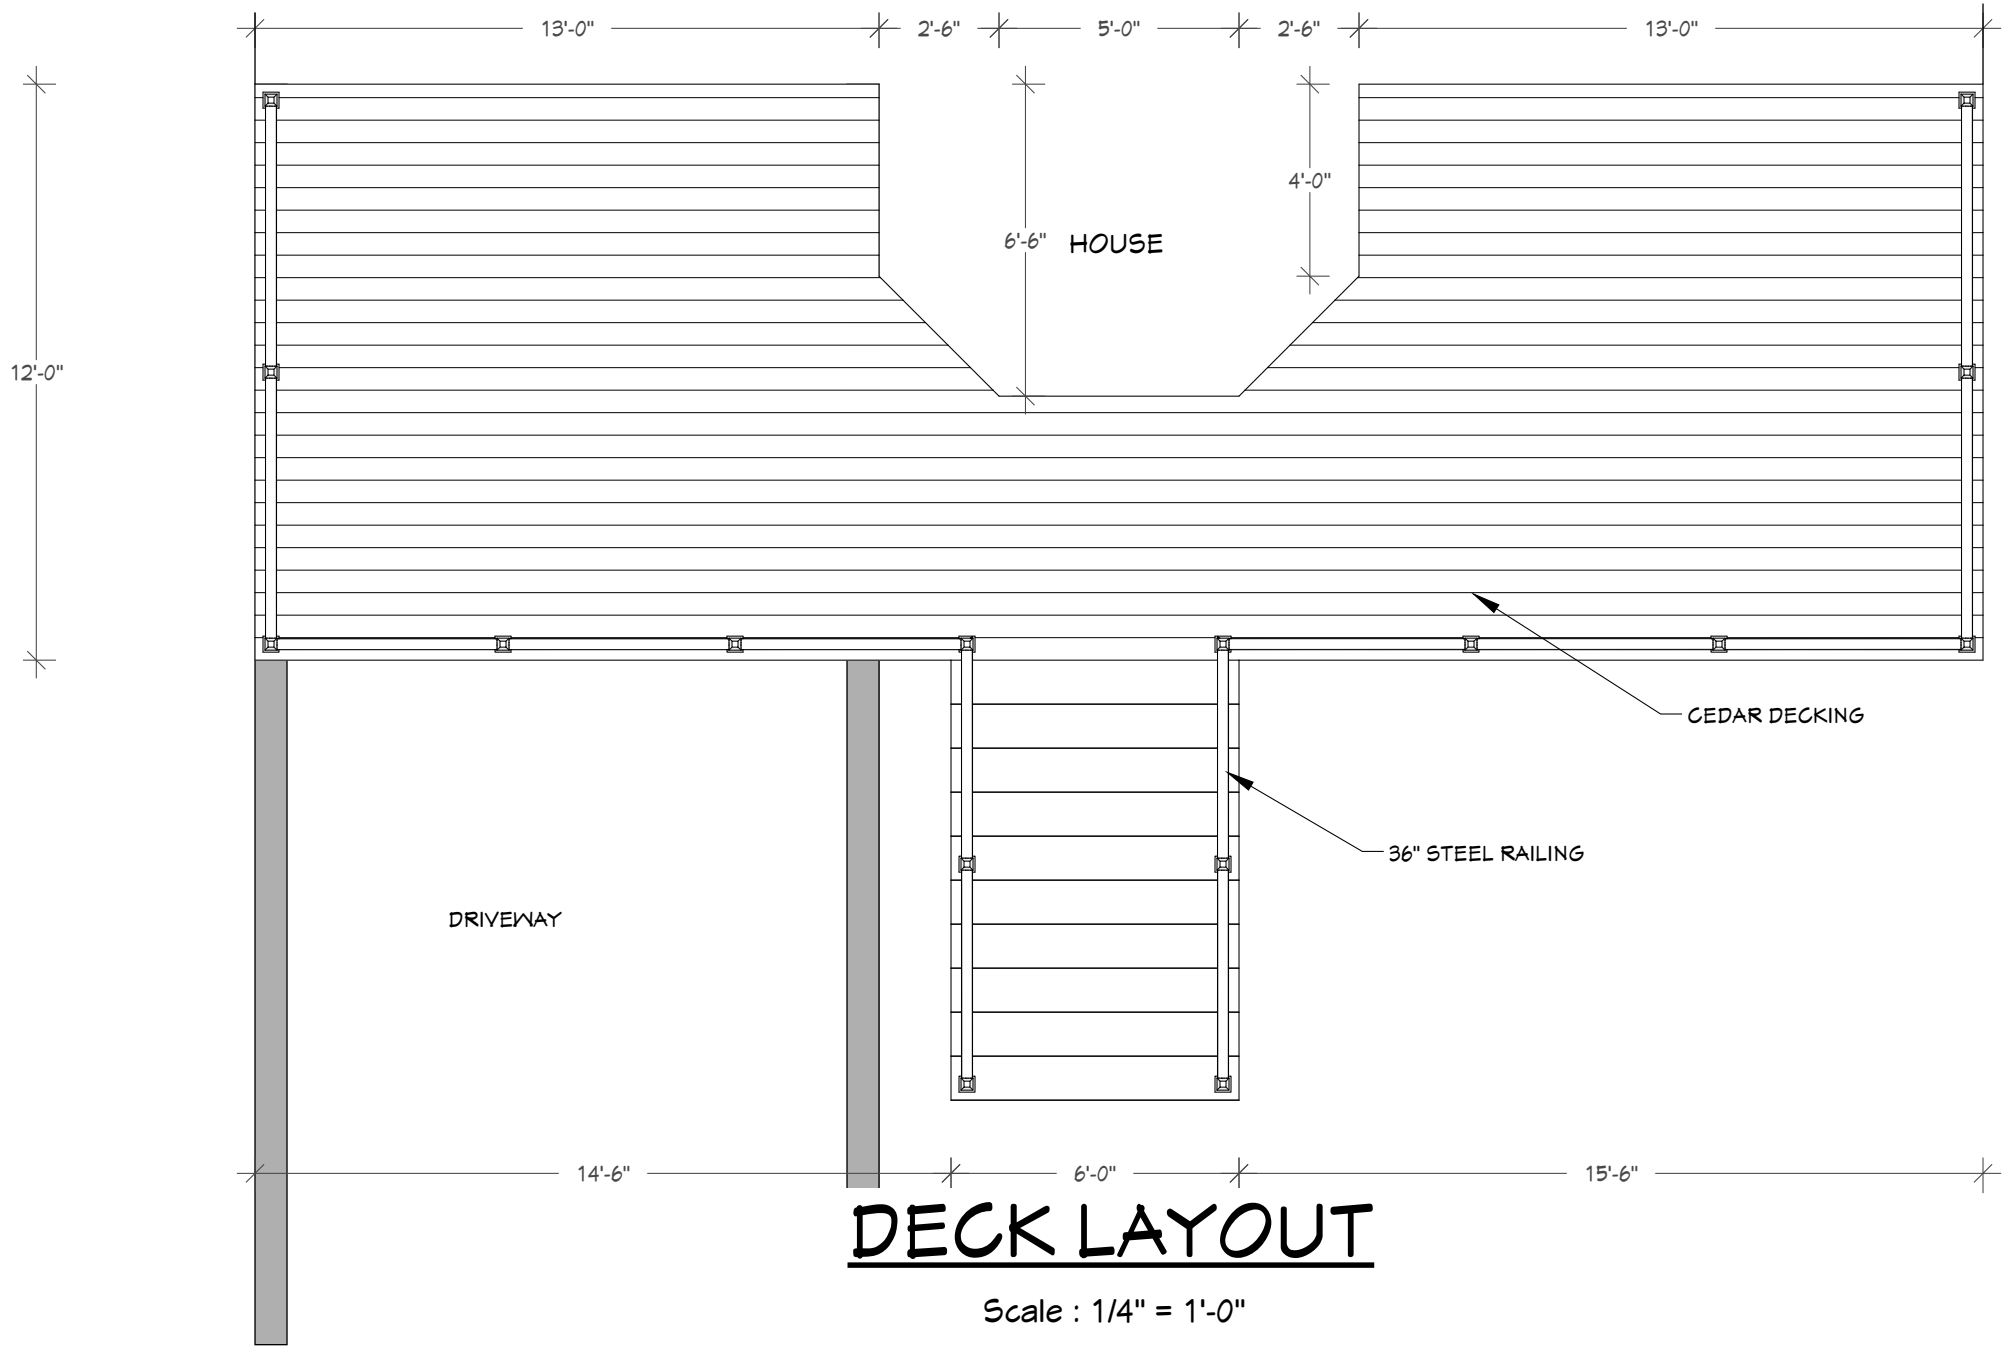 13'-0" 2'-6" 5'-0" 2'-6" 13'-0"
4'-0"
6'-6" HOUSE
12'-0"
CEDAR DECKING
36" STEEL RAILING
DRIVEWAY
14'-6" 6'-0" 15'-6"
DECK LAYOUT
Scale : 1/4" = 1'-0"